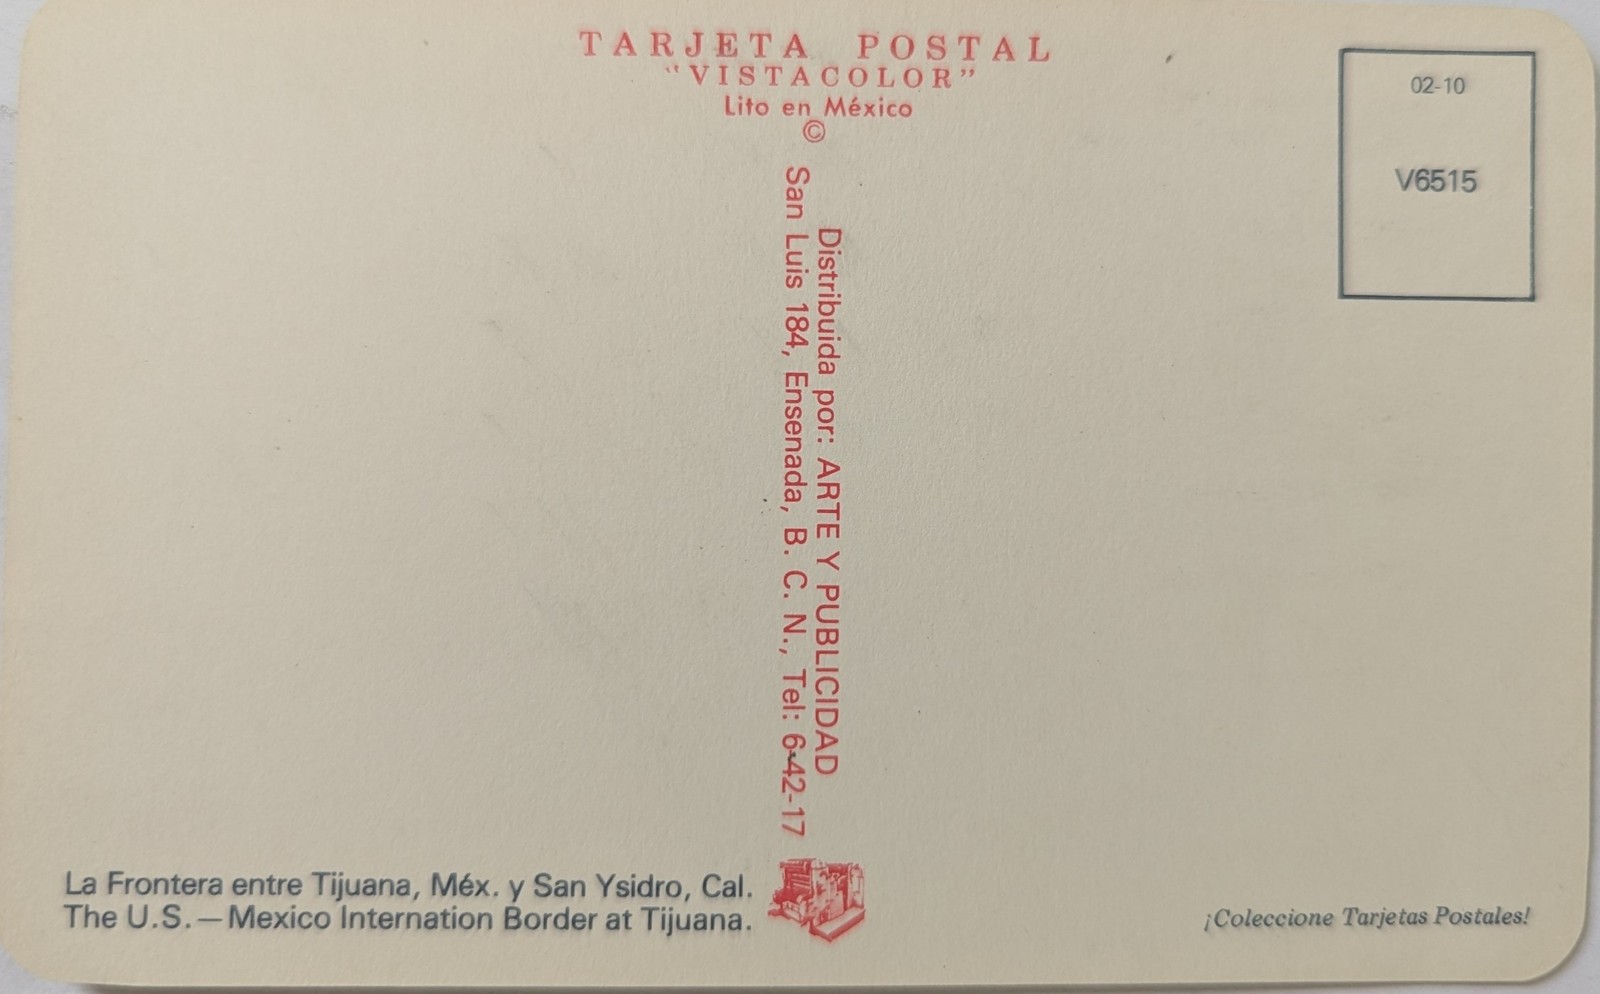 TARJETA POSTAL
"VISTACOLOR"
Lito en México
©
Distribuida por: ARTE Y PUBLICIDAD
San Luis 184, Ensenada, B. C. N., Tel: 6-42-17
02-10
V6515
La Frontera entre Tijuana, Méx. y San Ysidro, Cal.
The U.S.—Mexico Internation Border at Tijuana.
¡Coleccione Tarjetas Postales!